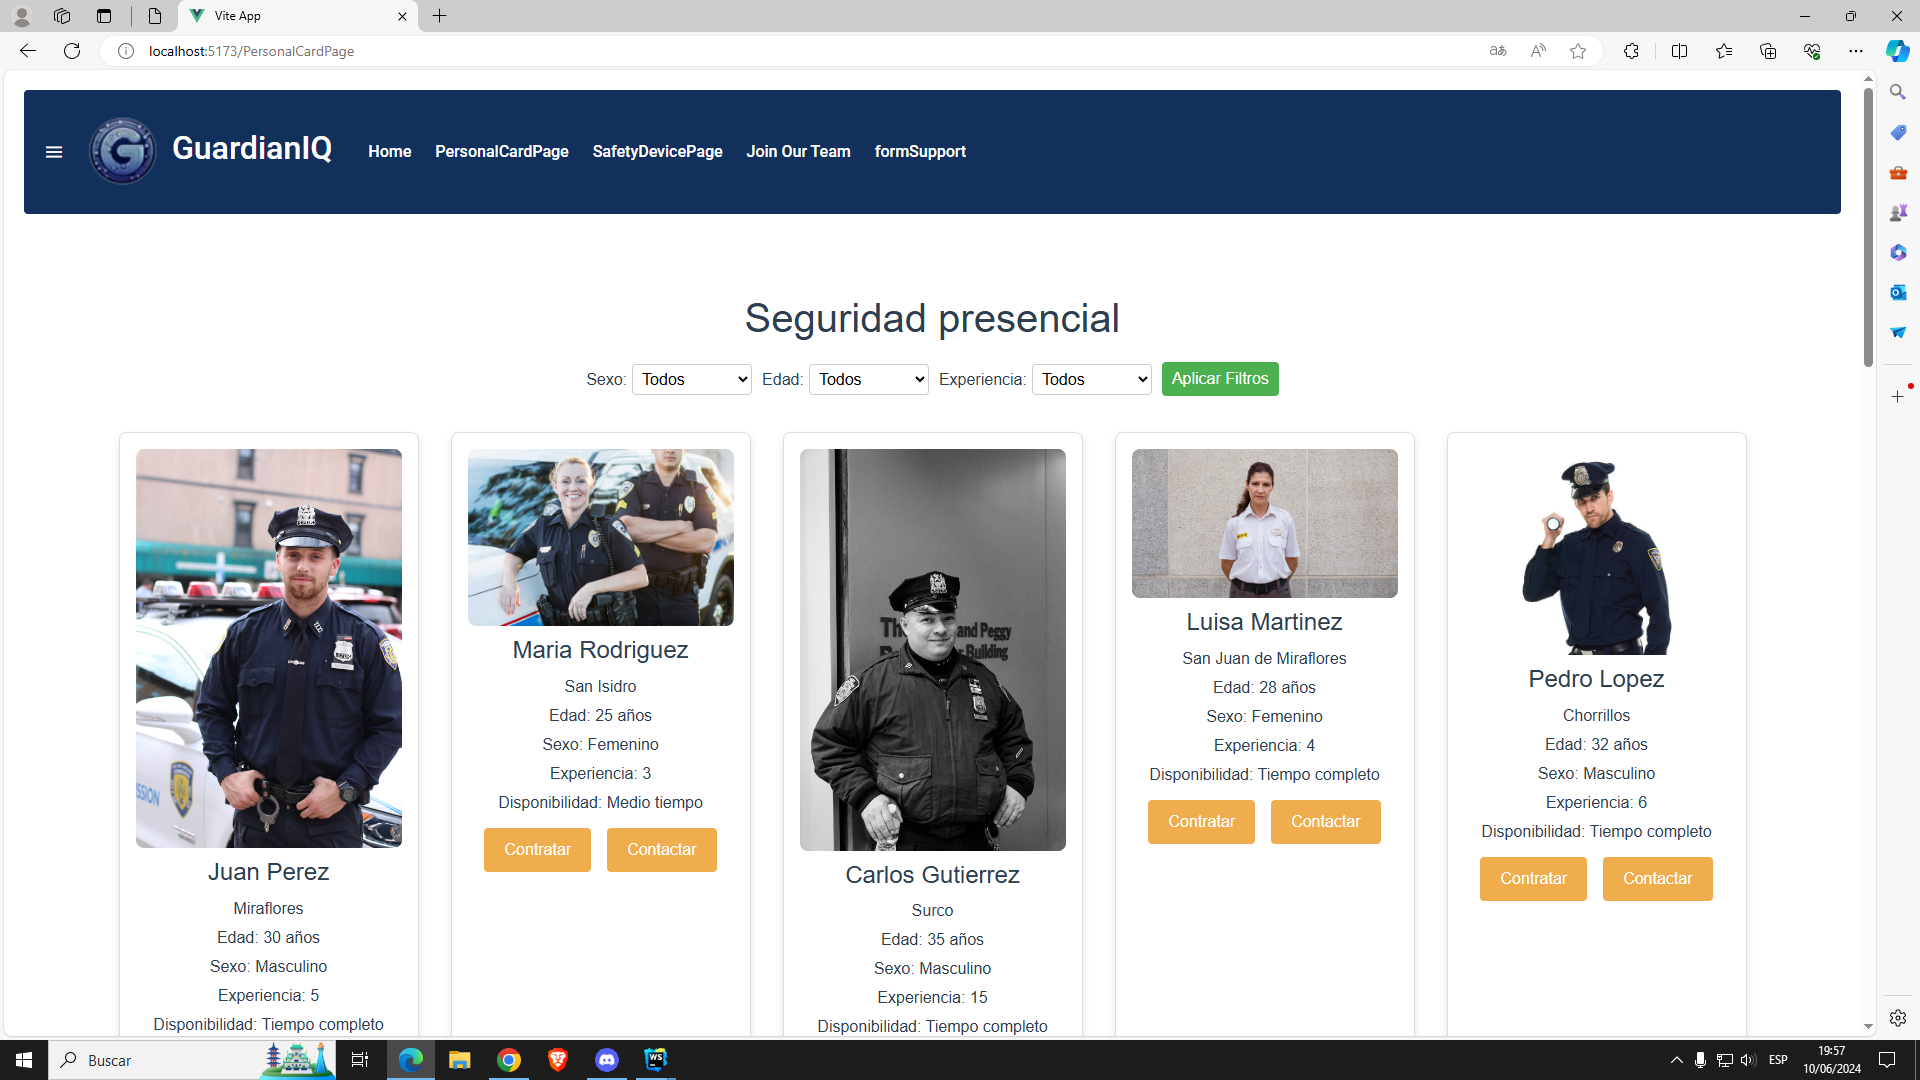 Vite App
localhost:5173/PersonalCardPage
GuardianIQ
Home
PersonalCardPage
SafetyDevicePage
Join Our Team
formSupport
Seguridad presencial
Sexo: Todos Edad: Todos Experiencia: Todos Aplicar Filtros
Juan Perez
Miraflores
Edad: 30 años
Sexo: Masculino
Experiencia: 5
Disponibilidad: Tiempo completo
Maria Rodriguez
San Isidro
Edad: 25 años
Sexo: Femenino
Experiencia: 3
Disponibilidad: Medio tiempo
Contratar
Contactar
and Peggy
Building
Carlos Gutierrez
Surco
Edad: 35 años
Sexo: Masculino
Experiencia: 15
Disponibilidad: Tiempo completo
Luisa Martinez
San Juan de Miraflores
Edad: 28 años
Sexo: Femenino
Experiencia: 4
Disponibilidad: Tiempo completo
Contratar
Contactar
Pedro Lopez
Chorrillos
Edad: 32 años
Sexo: Masculino
Experiencia: 6
Disponibilidad: Tiempo completo
Contratar
Contactar
Buscar
ESP
19:57
10/06/2024